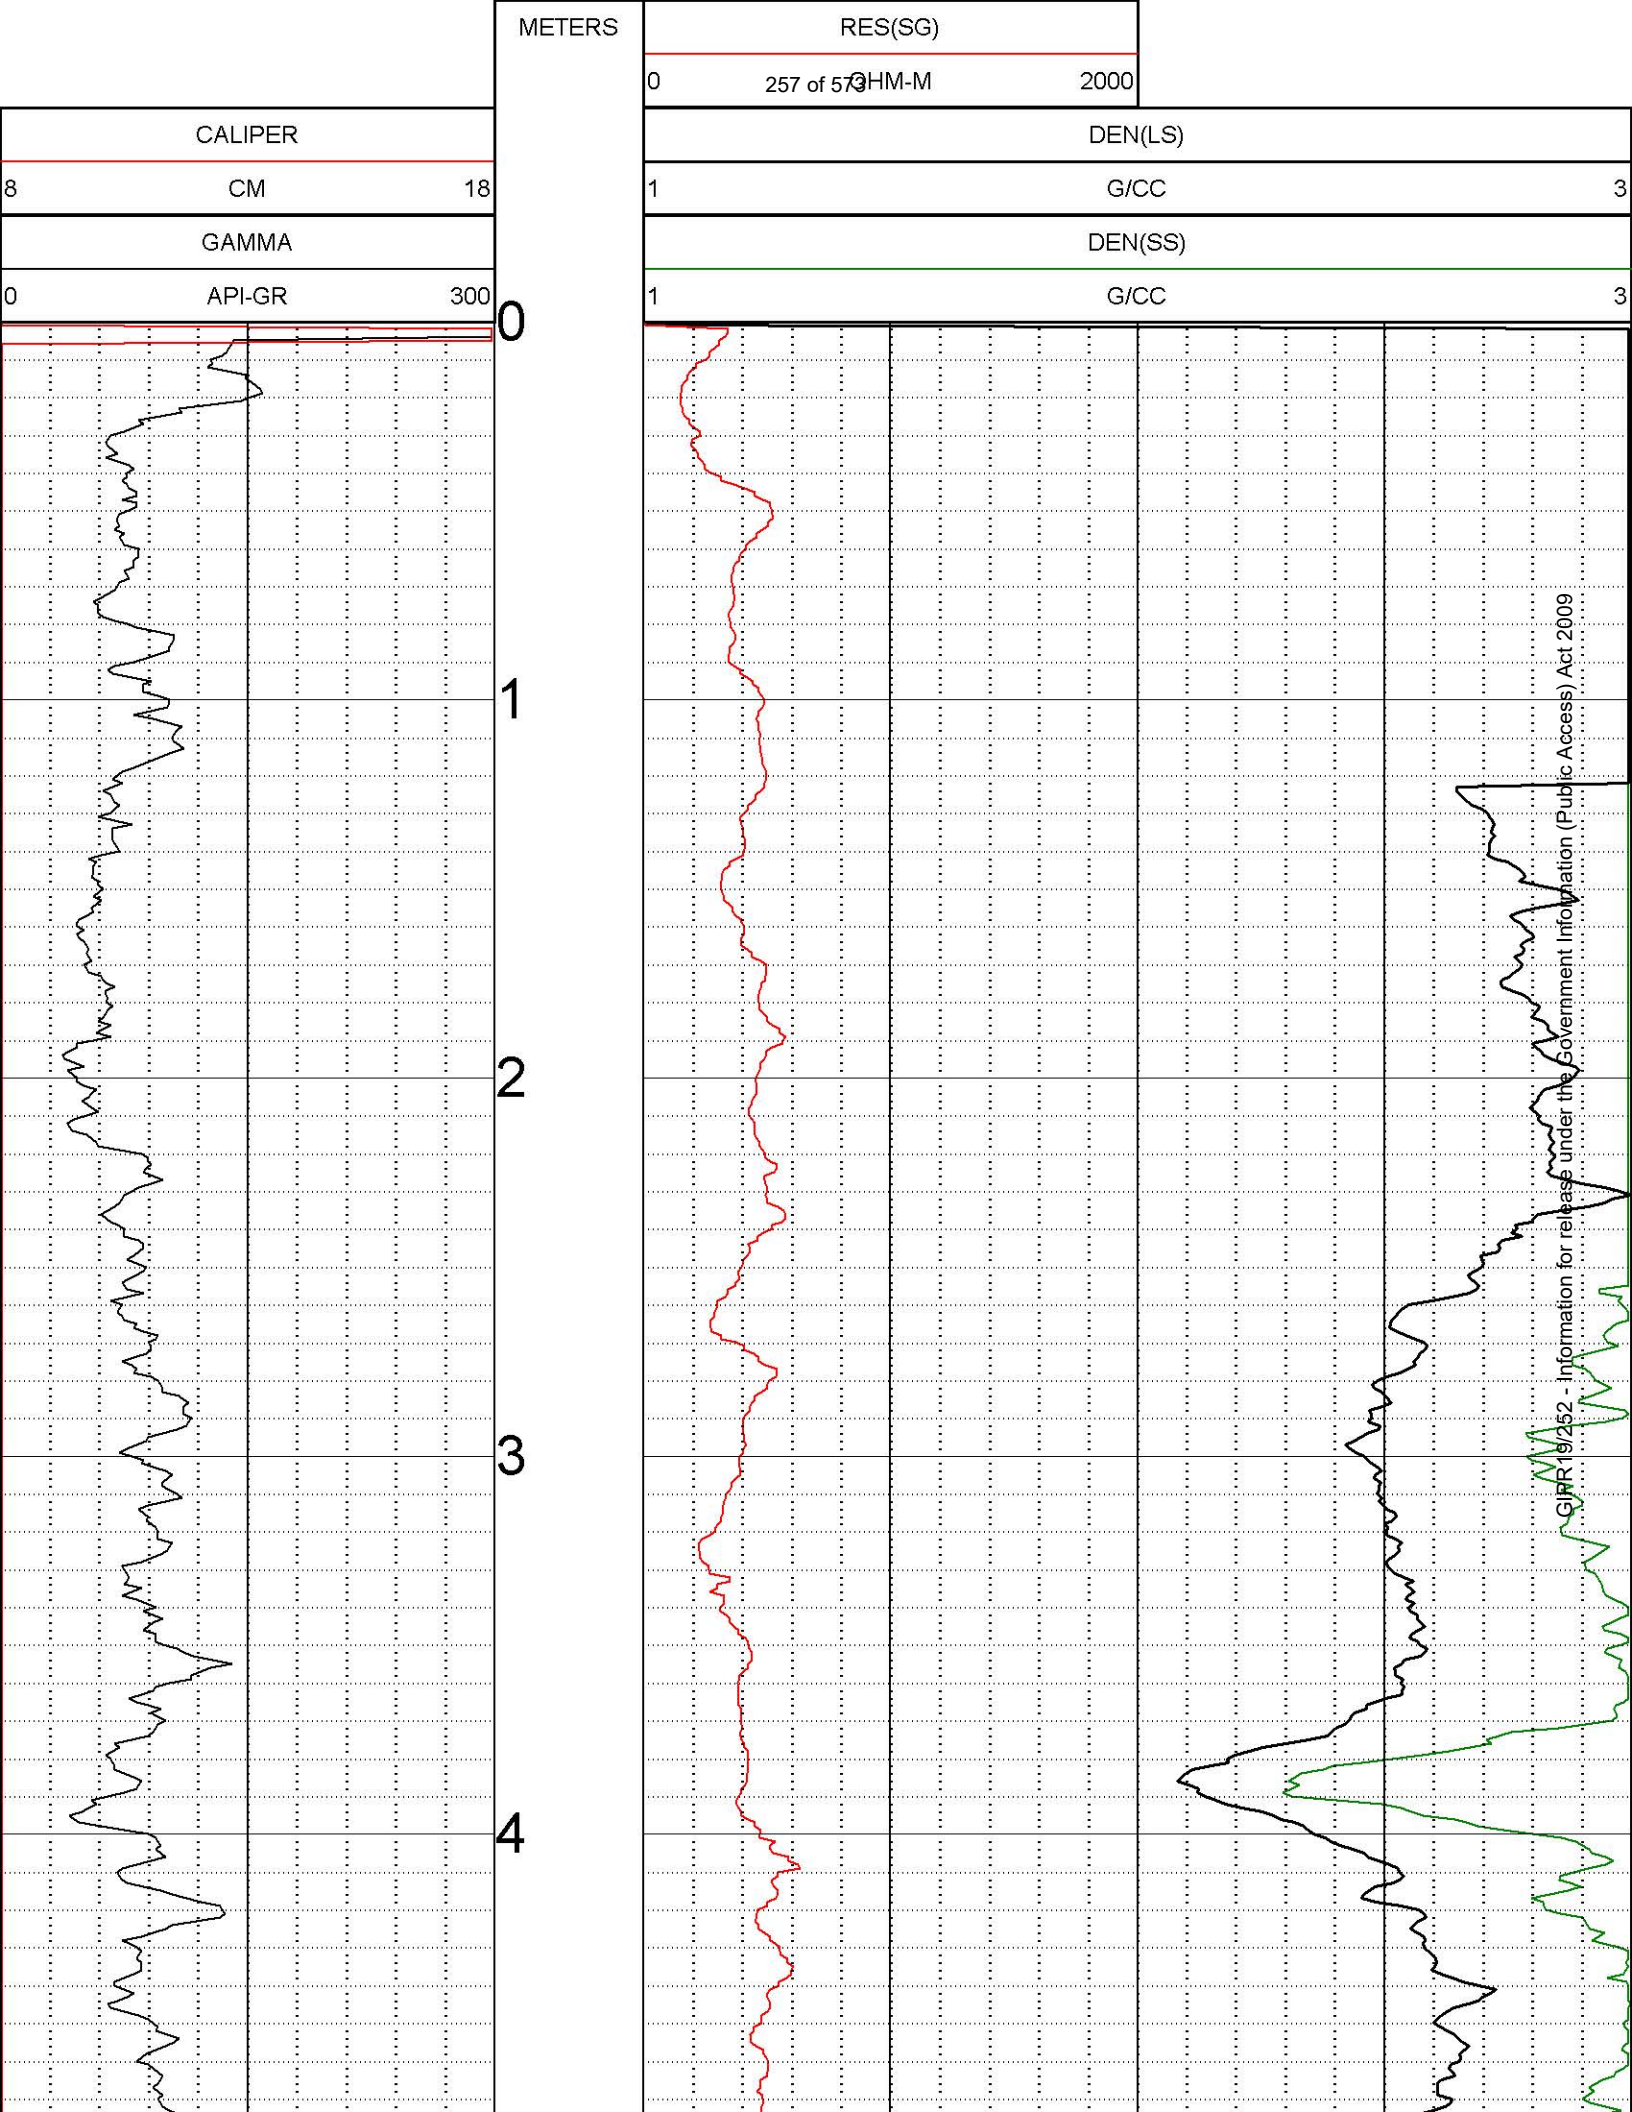 METERS
RES(SG)
0 OHM-M 2000
257 of 573
CALIPER
8 CM 18
GAMMA
0 API-GR 300
DEN(LS)
1 G/CC 3
DEN(SS)
1 G/CC 3
0
1
2
3
4
GIPR19/252 - Information for release under the Government Information (Public Access) Act 2009